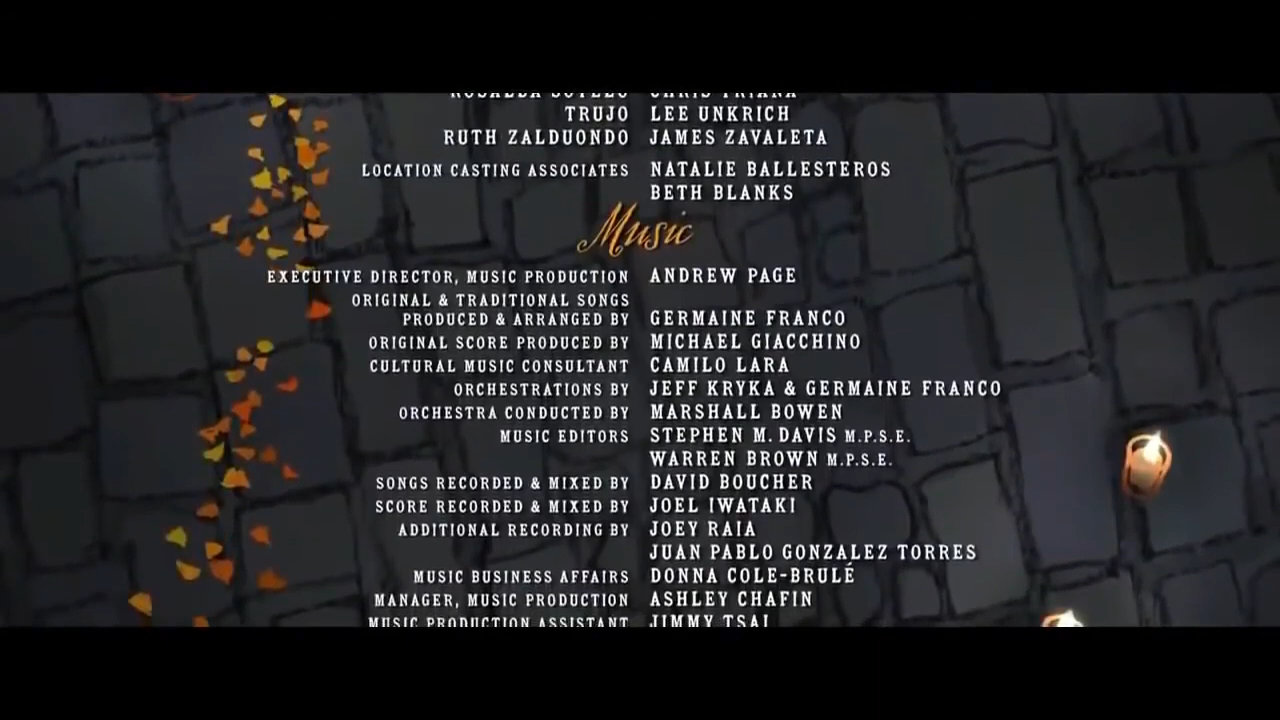 TRUJO LEE UNKRICH
RUTH ZALDUONDO JAMES ZAVALETA
LOCATION CASTING ASSOCIATES NATALIE BALLESTEROS
BETH BLANKS
Music
EXECUTIVE DIRECTOR, MUSIC PRODUCTION ANDREW PAGE
ORIGINAL & TRADITIONAL SONGS
PRODUCED & ARRANGED BY GERMAINE FRANCO
ORIGINAL SCORE PRODUCED BY MICHAEL GIACCHINO
CULTURAL MUSIC CONSULTANT CAMILO LARA
ORCHESTRATIONS BY JEFF KRYKA & GERMAINE FRANCO
ORCHESTRA CONDUCTED BY MARSHALL BOWEN
MUSIC EDITORS STEPHEN M. DAVIS M.P.S.E.
WARREN BROWN M.P.S.E.
SONGS RECORDED & MIXED BY DAVID BOUCHER
SCORE RECORDED & MIXED BY JOEL IWATAKI
ADDITIONAL RECORDING BY JOEY RAIA
JUAN PABLO GONZALEZ TORRES
MUSIC BUSINESS AFFAIRS DONNA COLE-BRULÉ
MANAGER, MUSIC PRODUCTION ASHLEY CHAFIN
MUSIC PRODUCTION ASSISTANT JIMMY TSAI